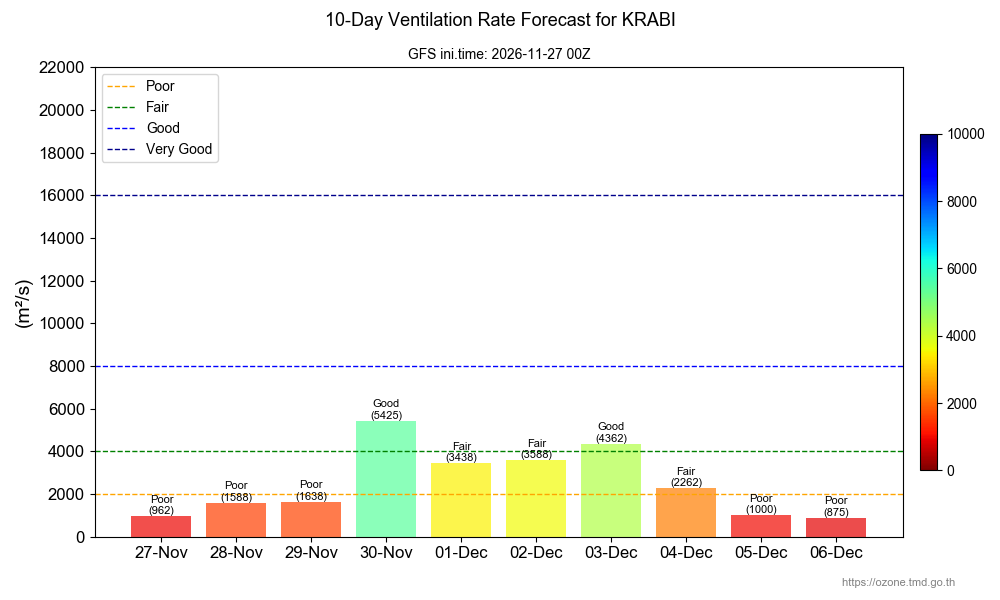 10-Day Ventilation Rate Forecast for KRABI
GFS ini.time: 2026-11-27 00Z
22000
20000
18000
16000
14000
12000
10000
8000
6000
4000
2000
0
(m²/s)
Poor
Fair
Good
Very Good
Poor
(962)
Poor
(1588)
Poor
(1638)
Good
(5425)
Fair
(3438)
Fair
(3588)
Good
(4362)
Fair
(2262)
Poor
(1000)
Poor
(875)
27-Nov 28-Nov 29-Nov 30-Nov 01-Dec 02-Dec 03-Dec 04-Dec 05-Dec 06-Dec
10000
8000
6000
4000
2000
0
https://ozone.tmd.go.th